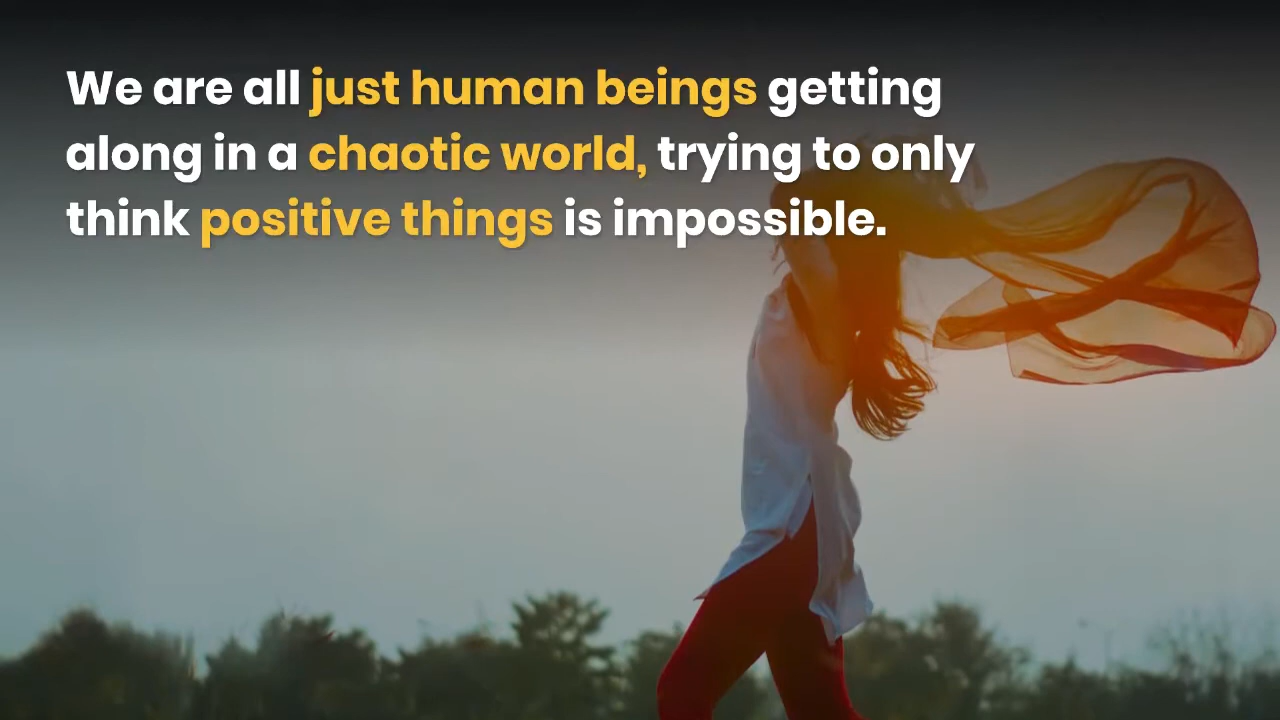 We are all just human beings getting
along in a chaotic world, trying to only
think positive things is impossible.